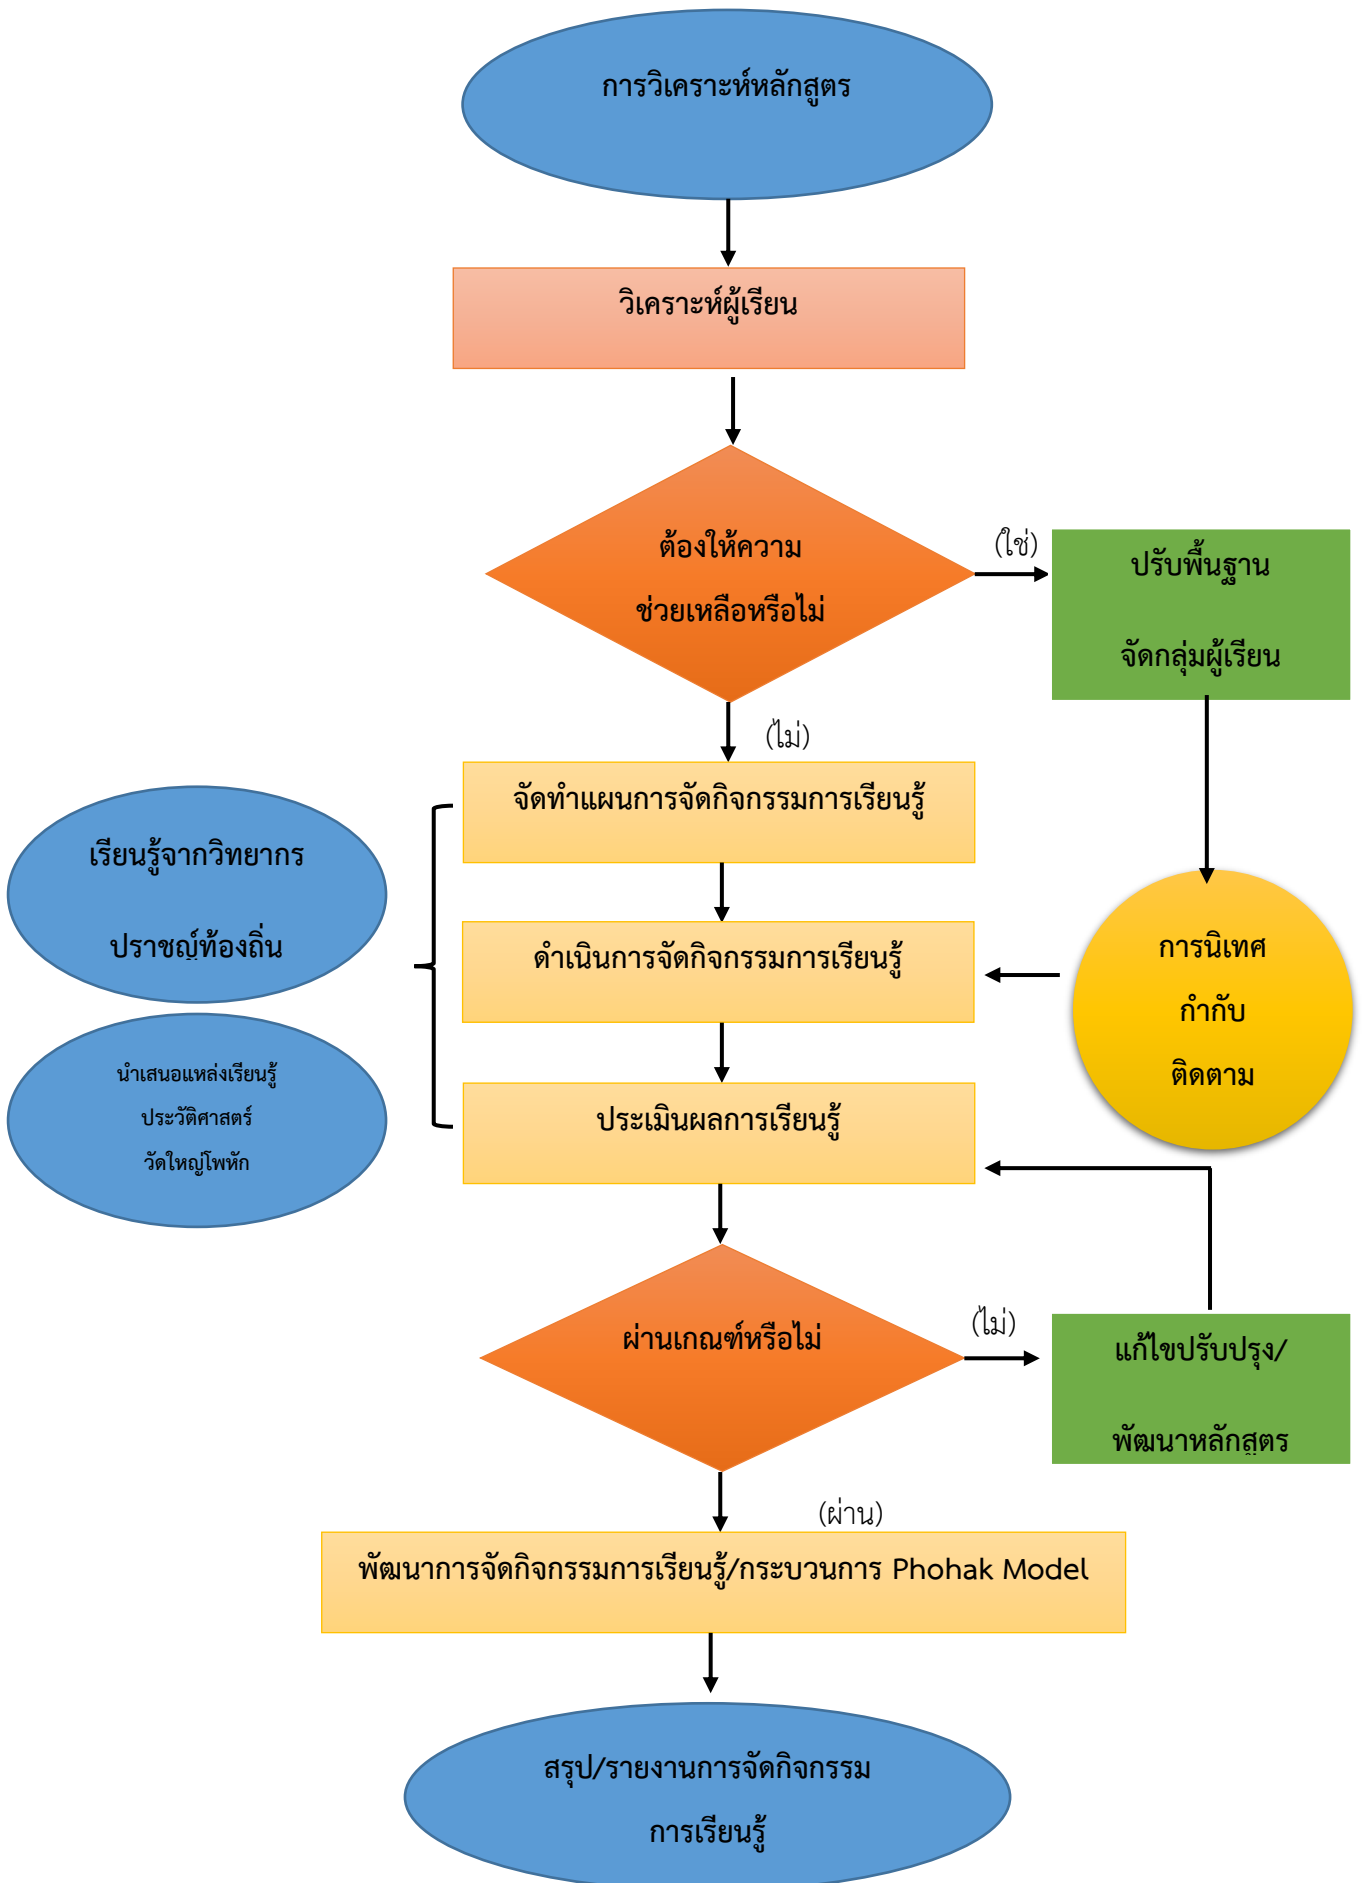 การวิเคราะห์หลักสูตร
วิเคราะห์ผู้เรียน
ต้องให้ความ
ช่วยเหลือหรือไม่
(ใช่)
ปรับพื้นฐาน
จัดกลุ่มผู้เรียน
(ไม่)
จัดทำแผนการจัดกิจกรรมการเรียนรู้
เรียนรู้จากวิทยากร
ปราชญ์ท้องถิ่น
ดำเนินการจัดกิจกรรมการเรียนรู้
การนิเทศ
กำกับ
ติดตาม
นำเสนอแหล่งเรียนรู้
ประวัติศาสตร์
วัดใหญ่โพหัก
ประเมินผลการเรียนรู้
ผ่านเกณฑ์หรือไม่
(ไม่)
แก้ไขปรับปรุง/
พัฒนาหลักสูตร
(ผ่าน)
พัฒนาการจัดกิจกรรมการเรียนรู้/กระบวนการ Phohak Model
สรุป/รายงานการจัดกิจกรรม
การเรียนรู้